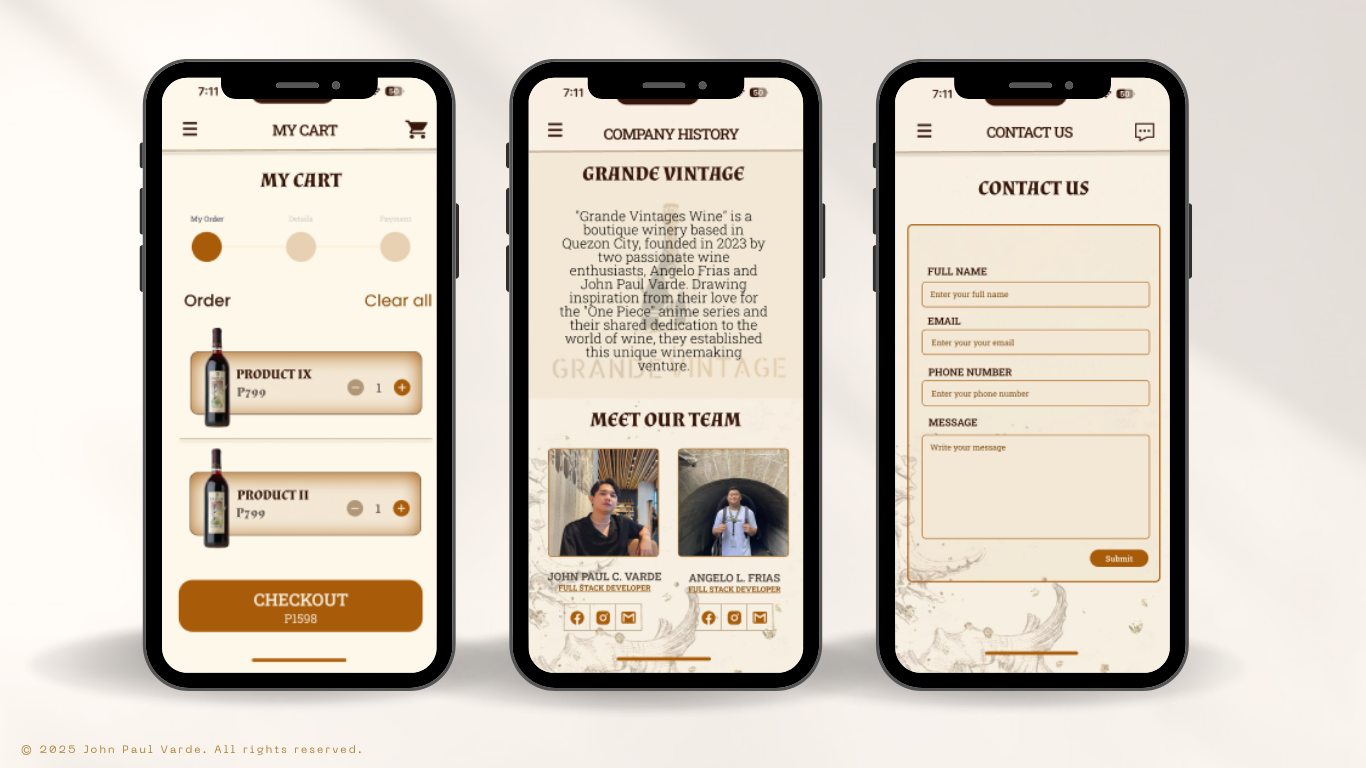 7:11
50
MY CART
MY CART
My Order
Details
Payment
Order
Clear all
PRODUCT IX
P799
1
PRODUCT II
P799
1
CHECKOUT
P1598
7:11
50
COMPANY HISTORY
GRANDE VINTAGE
"Grande Vintages Wine" is a
boutique winery based in
Quezon City, founded in 2023 by
two passionate wine
enthusiasts, Angelo Frias and
John Paul Varde. Drawing
inspiration from their love for
the "One Piece" anime series and
their shared dedication to the
world of wine, they established
this unique winemaking
venture.
GRANDE VINTAGE
MEET OUR TEAM
JOHN PAUL C. VARDE
FULL STACK DEVELOPER
ANGELO L. FRIAS
FULL STACK DEVELOPER
7:11
50
CONTACT US
CONTACT US
FULL NAME
Enter your full name
EMAIL
Enter your your email
PHONE NUMBER
Enter your phone number
MESSAGE
Write your message
Submit
© 2025 John Paul Varde. All rights reserved.